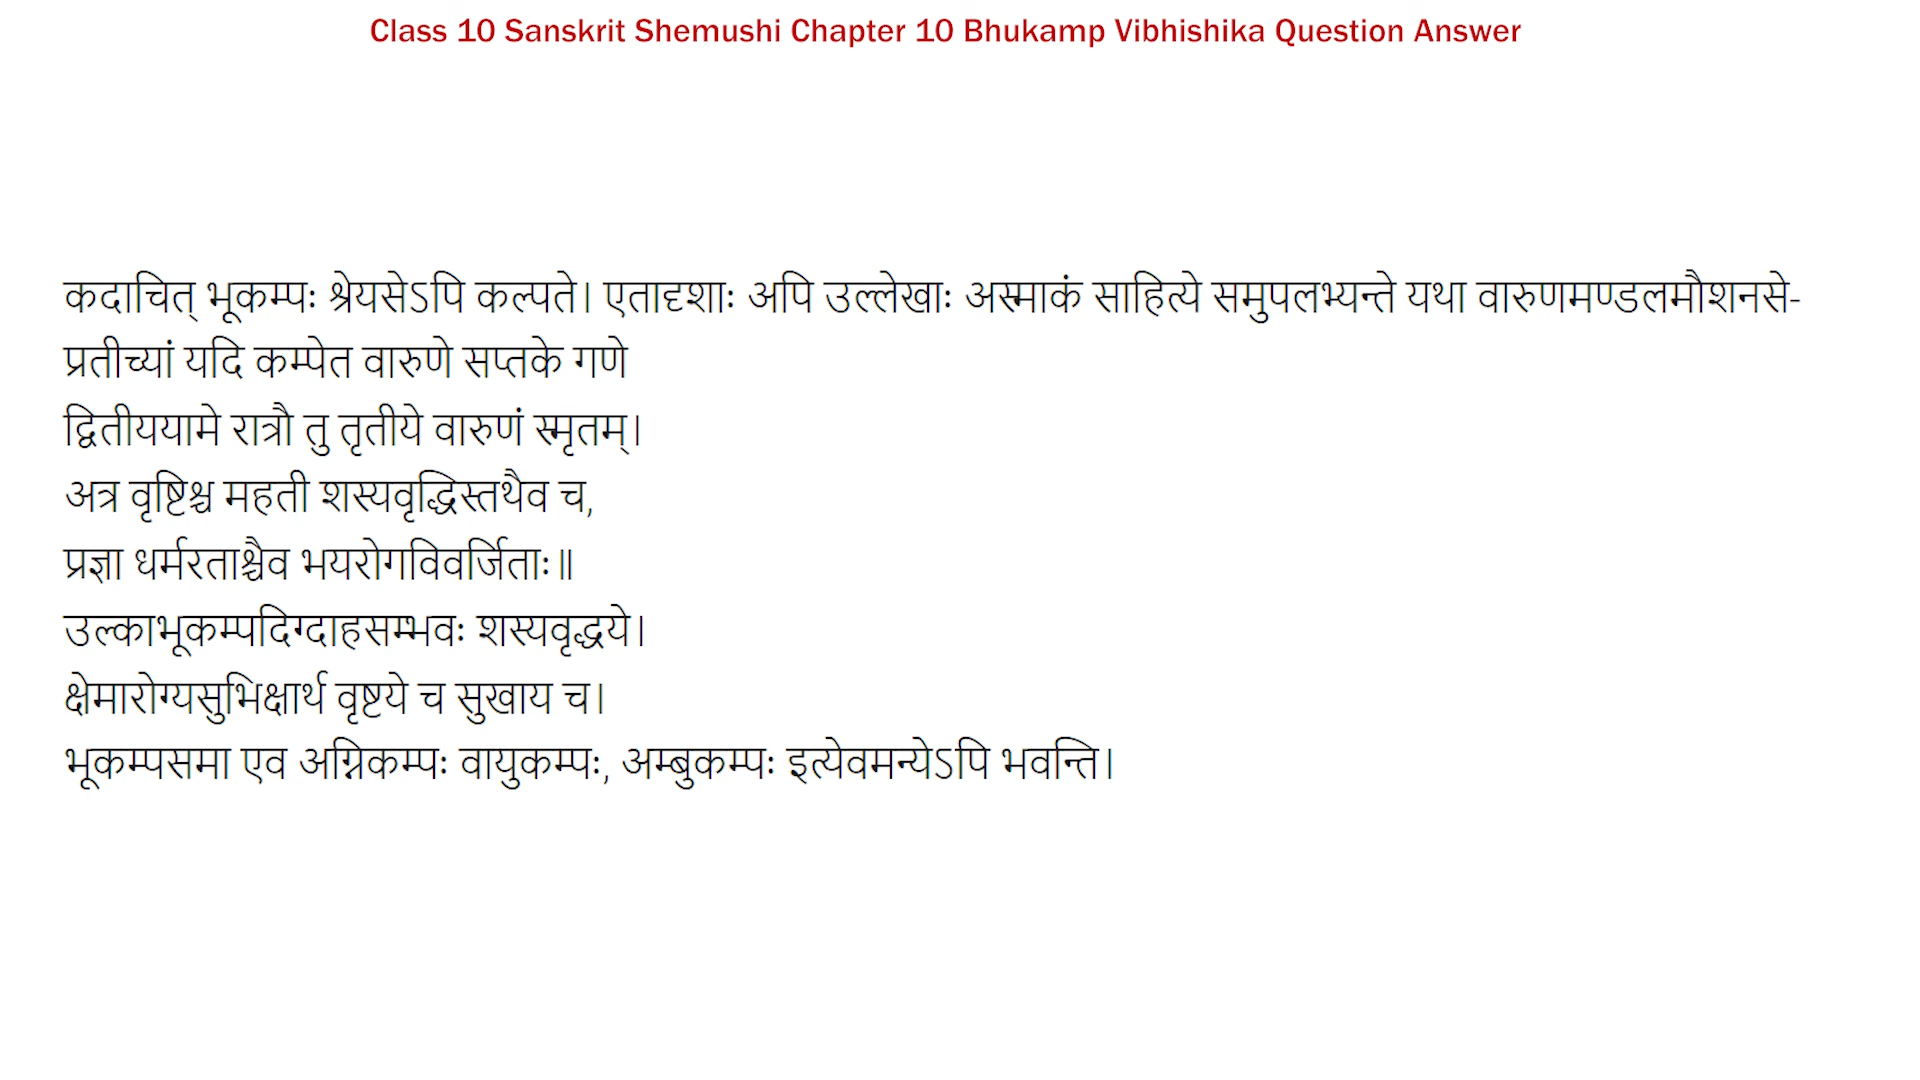 Class 10 Sanskrit Shemushi Chapter 10 Bhukamp Vibhishika Question Answer
कदाचित् भूकम्पः श्रेयसेऽपि कल्पते। एतादृशाः अपि उल्लेखाः अस्माकं साहित्ये समुपलभ्यन्ते यथा वारुणमण्डलमौशनसे-
प्रतीच्यां यदि कम्पेत वारुणे सप्तके गणे
द्वितीययामे रात्रौ तु तृतीये वारुणं स्मृतम्।
अत्र वृष्टिश्च महती शस्यवृद्धिस्तथैव च,
प्रज्ञा धर्मरताश्चैव भयरोगविवर्जिताः॥
उल्काभूकम्पदिग्दाहसम्भवः शस्यवृद्धये।
क्षेमारोग्यसुभिक्षार्थ वृष्टये च सुखाय च।
भूकम्पसमा एव अग्निकम्पः वायुकम्पः, अम्बुकम्पः इत्येवमन्येऽपि भवन्ति।